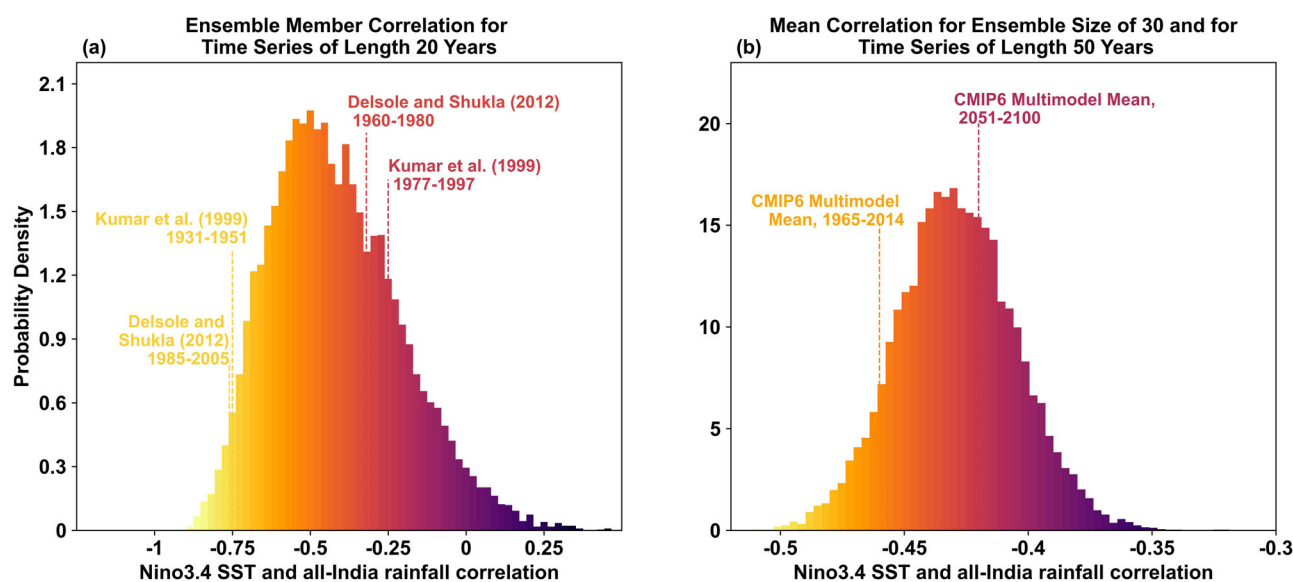 Ensemble Member Correlation for
(a)
Time Series of Length 20 Years
2.1
1.8
1.5
1.2
0.9
0.6
0.3
0
Probability Density
Delsole and Shukla (2012)
1960-1980
Kumar et al. (1999)
1977-1997
Kumar et al. (1999)
1931-1951
Delsole and
Shukla (2012)
1985-2005
-1 -0.75 -0.5 -0.25 0 0.25
Nino3.4 SST and all-India rainfall correlation
Mean Correlation for Ensemble Size of 30 and for
(b)
Time Series of Length 50 Years
20
15
10
5
0
CMIP6 Multimodel Mean,
2051-2100
CMIP6 Multimodel
Mean, 1965-2014
-0.5 -0.45 -0.4 -0.35 -0.3
Nino3.4 SST and all-India rainfall correlation